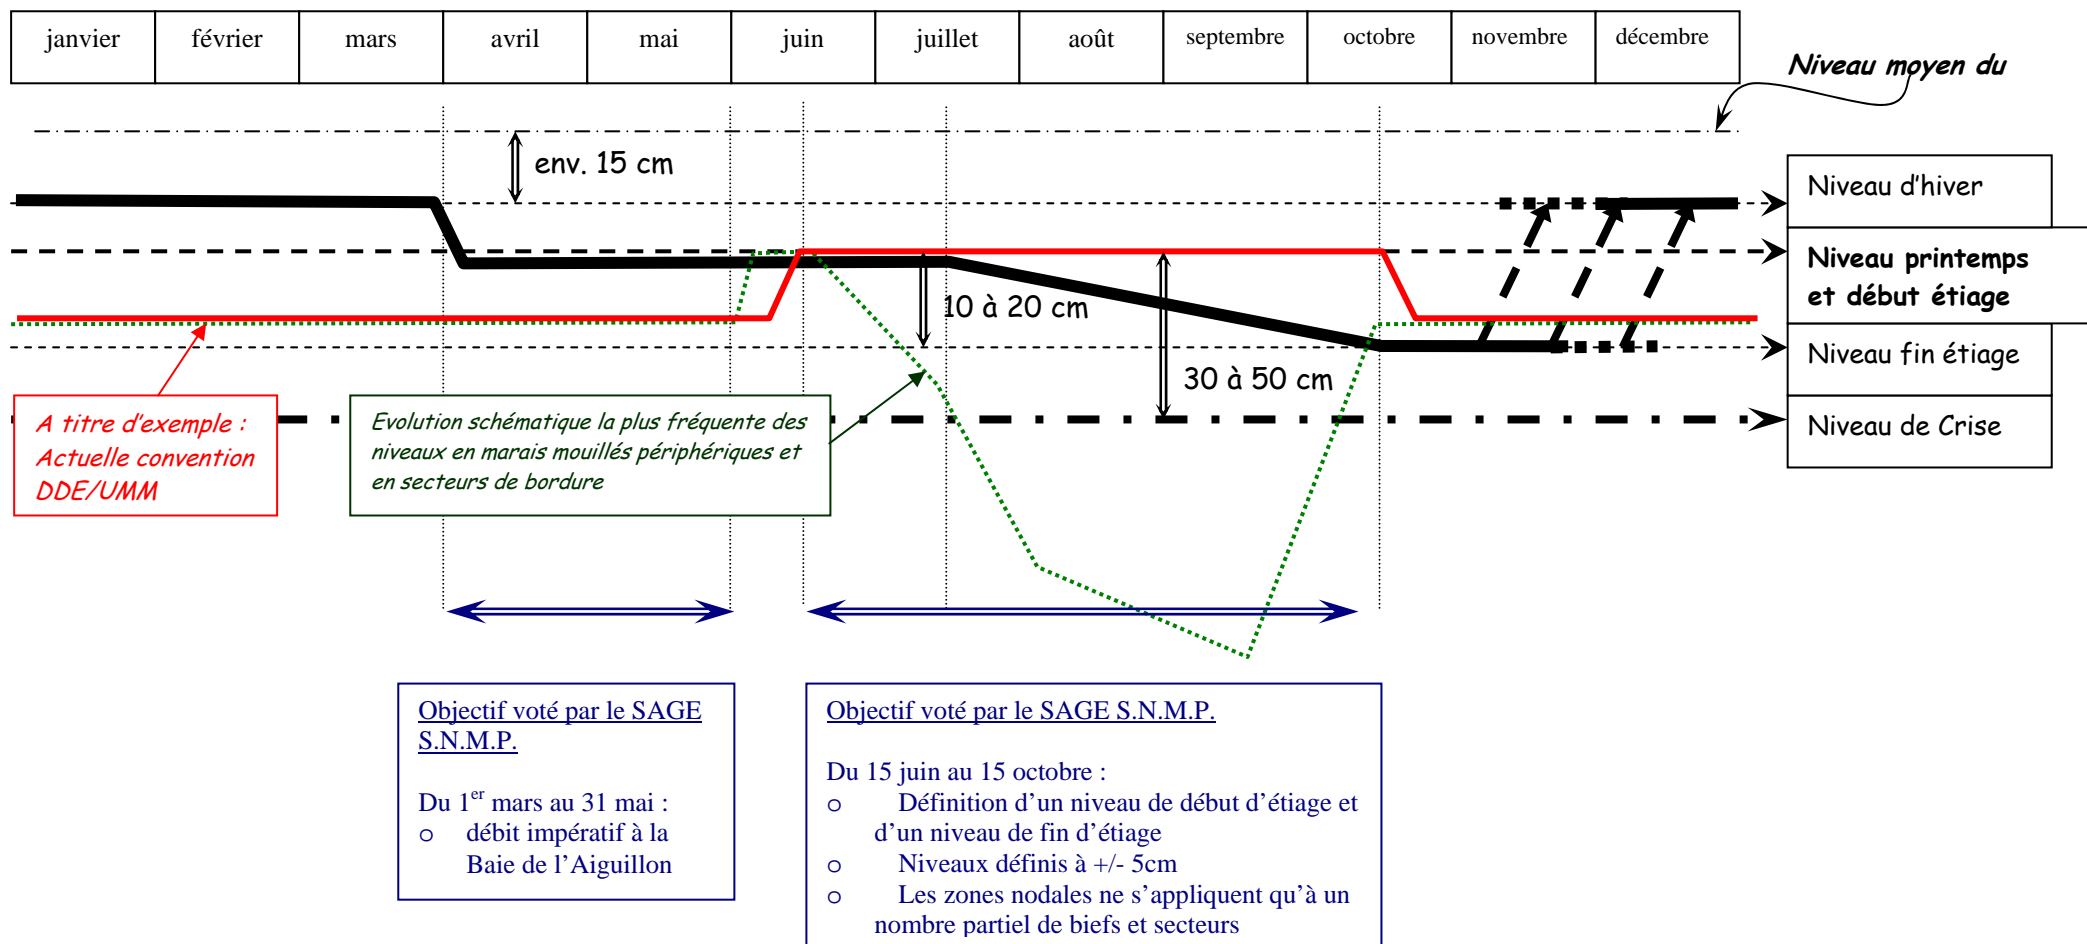 janvier février mars avril mai juin juillet août septembre octobre novembre décembre
Niveau moyen du
env. 15 cm
Niveau d'hiver
Niveau printemps
et début étiage
10 à 20 cm
Niveau fin étiage
30 à 50 cm
Niveau de Crise
A titre d'exemple :
Actuelle convention
DDE/UMM
Evolution schématique la plus fréquente des
niveaux en marais mouillés périphériques et
en secteurs de bordure
Objectif voté par le SAGE
S.N.M.P.
Du 1er mars au 31 mai :
o débit impératif à la
Baie de l'Aiguillon
Objectif voté par le SAGE S.N.M.P.
Du 15 juin au 15 octobre :
o Définition d'un niveau de début d'étiage et
d'un niveau de fin d'étiage
o Niveaux définis à +/- 5cm
o Les zones nodales ne s'appliquent qu'à un
nombre partiel de biefs et secteurs